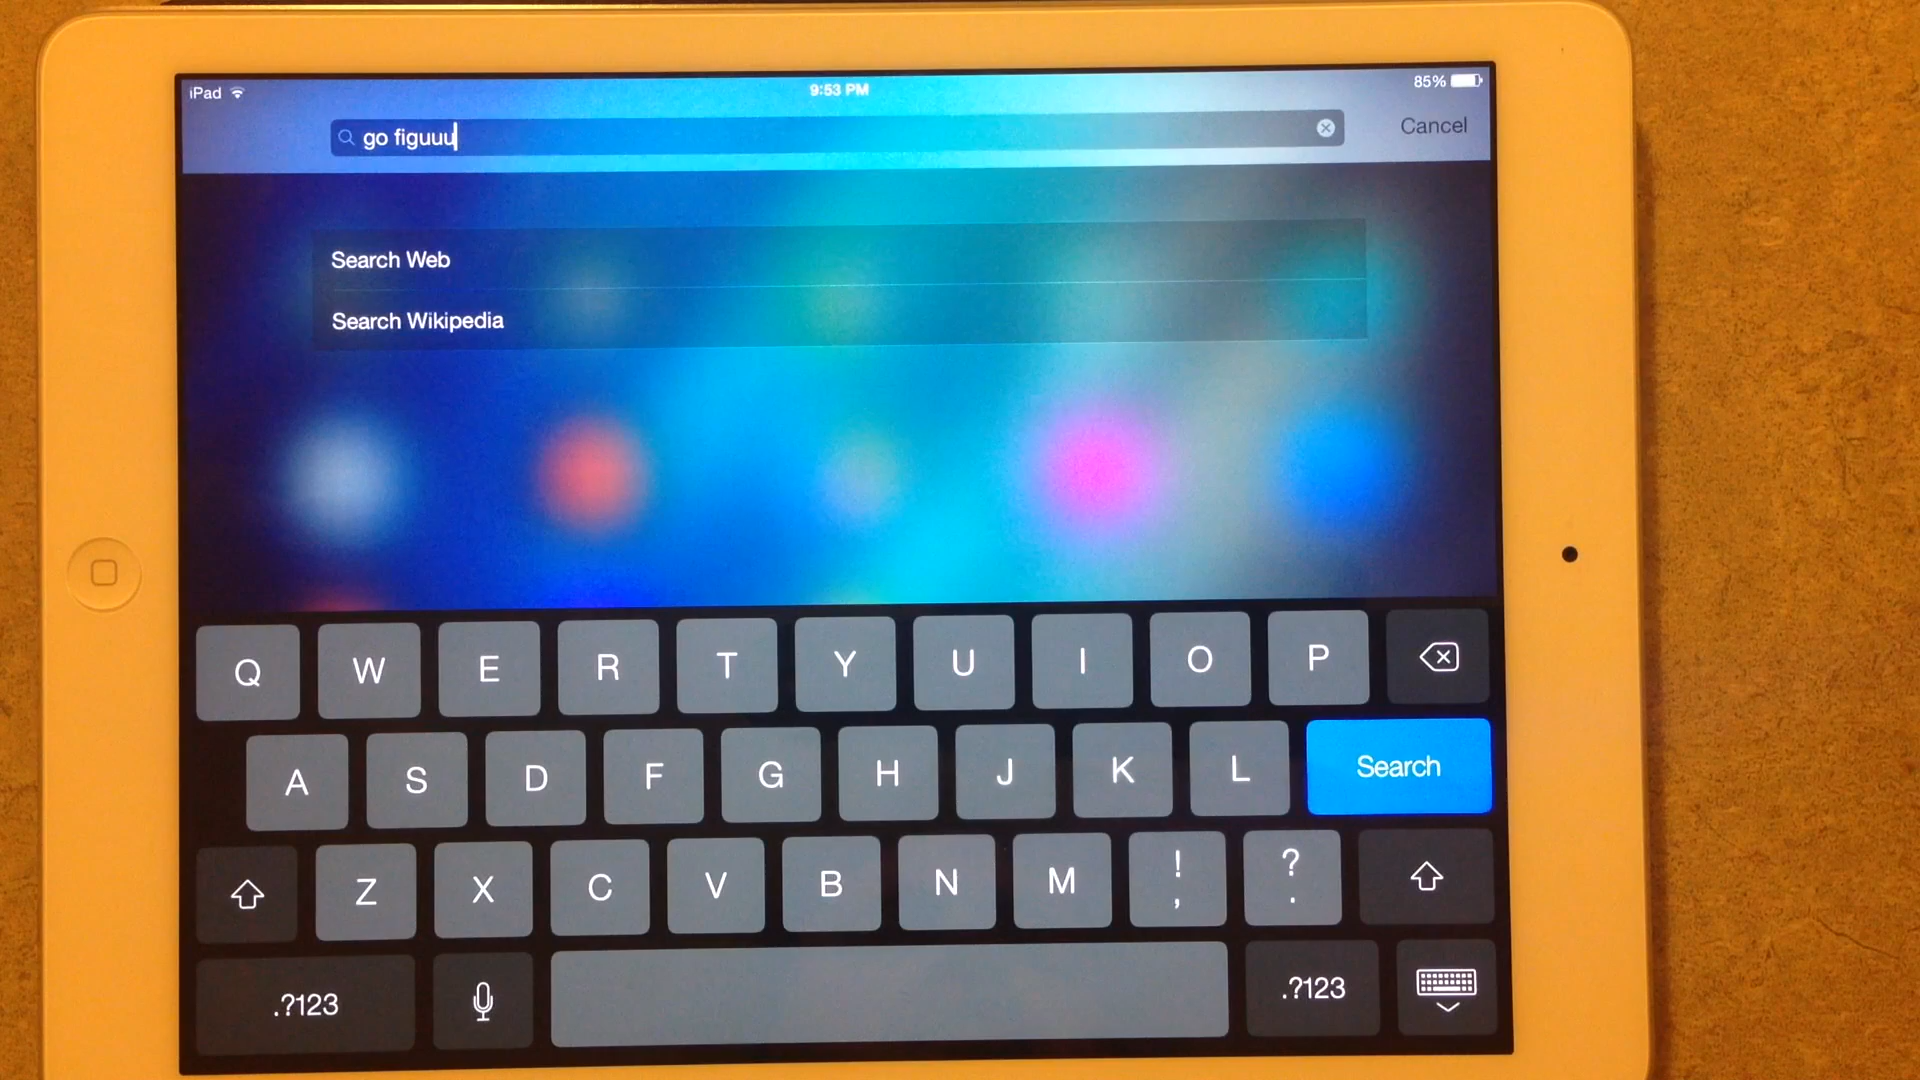 iPad 9:53 PM 85%
go figuuu Cancel
Search Web
Search Wikipedia
Q W E R T Y U I O P
A S D F G H J K L Search
Z X C V B N M ! , ? .
.?123 .?123